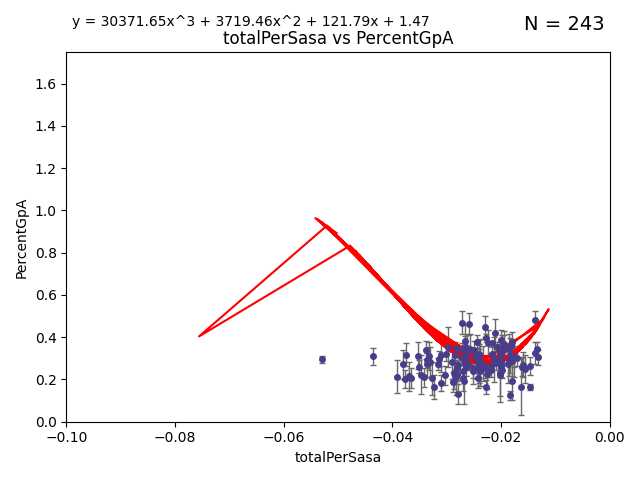 y = 30371.65x^3 + 3719.46x^2 + 121.79x + 1.47
N = 243
totalPerSasa vs PercentGpA
1.6
1.4
1.2
1.0
0.8
0.6
0.4
0.2
0.0
PercentGpA
−0.10 −0.08 −0.06 −0.04 −0.02 0.00
totalPerSasa